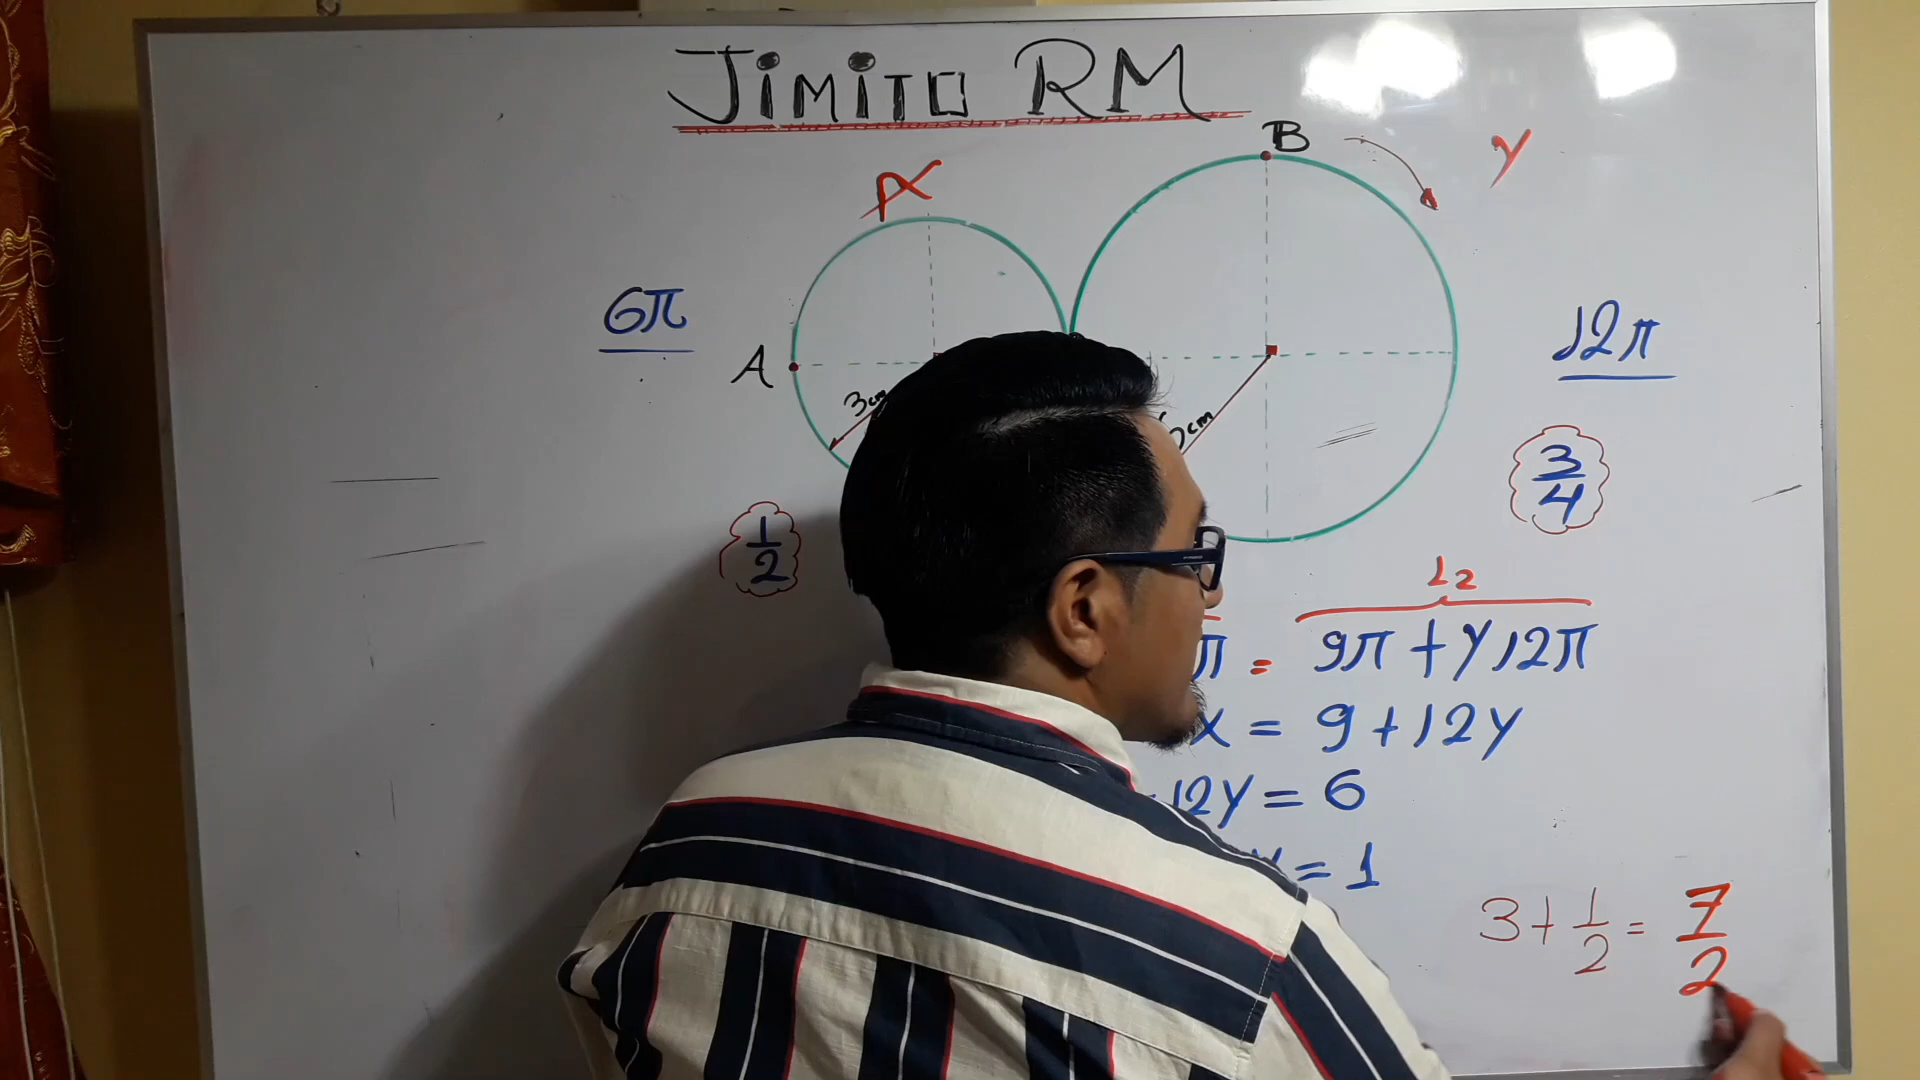 JiMiTO RM
B
Y
X
6π
12π
A
3cm
cm
3/4
1/2
L2
π = 9π + Y12π
x = 9 + 12y
12y = 6
= 1
3 + 1/2 = 7/2